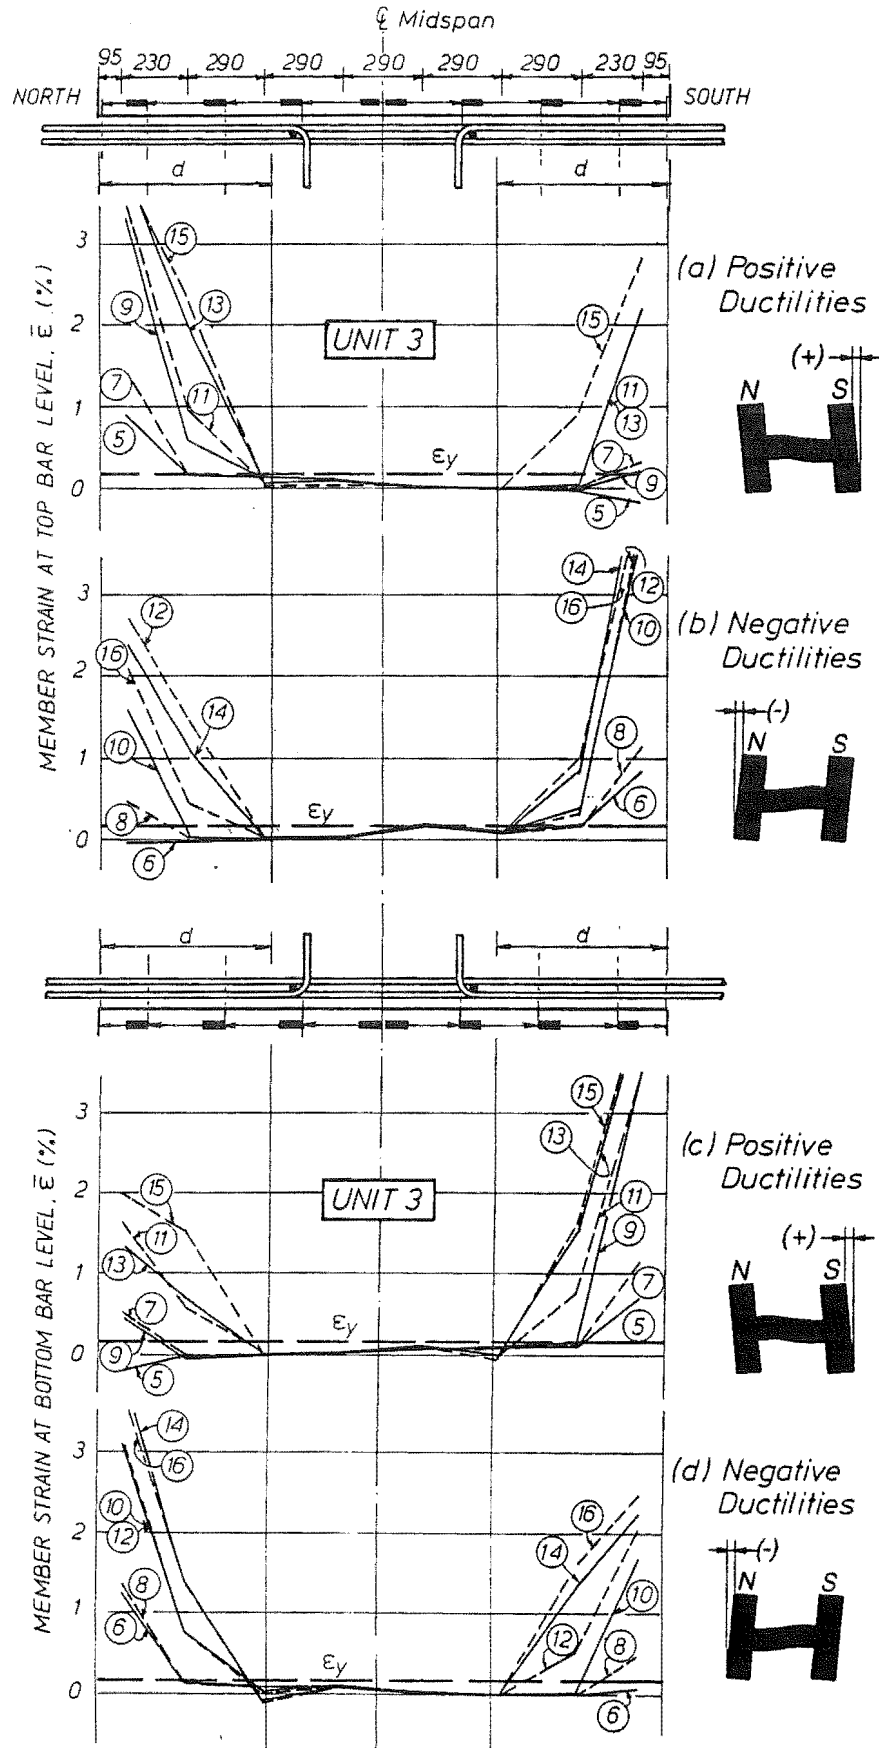 ℄ Midspan
95 230 290 290 290 290 290 230 95
NORTH
SOUTH
d
d
MEMBER STRAIN AT TOP BAR LEVEL, ε̄ (%)
3
2
1
0
15
9
13
7
11
5
UNIT 3
εy
15
11
13
7
9
5
(a) Positive
Ductilities
(+)
N
S
3
2
1
0
12
16
14
10
8
6
εy
14
12
16
10
8
6
(b) Negative
Ductilities
(-)
N
S
d
d
MEMBER STRAIN AT BOTTOM BAR LEVEL, ε̄ (%)
3
2
1
0
15
11
13
7
9
5
UNIT 3
εy
15
13
11
9
7
5
(c) Positive
Ductilities
(+)
N
S
3
2
1
0
14
16
10
12
8
6
εy
16
14
10
12
8
6
(d) Negative
Ductilities
(-)
N
S